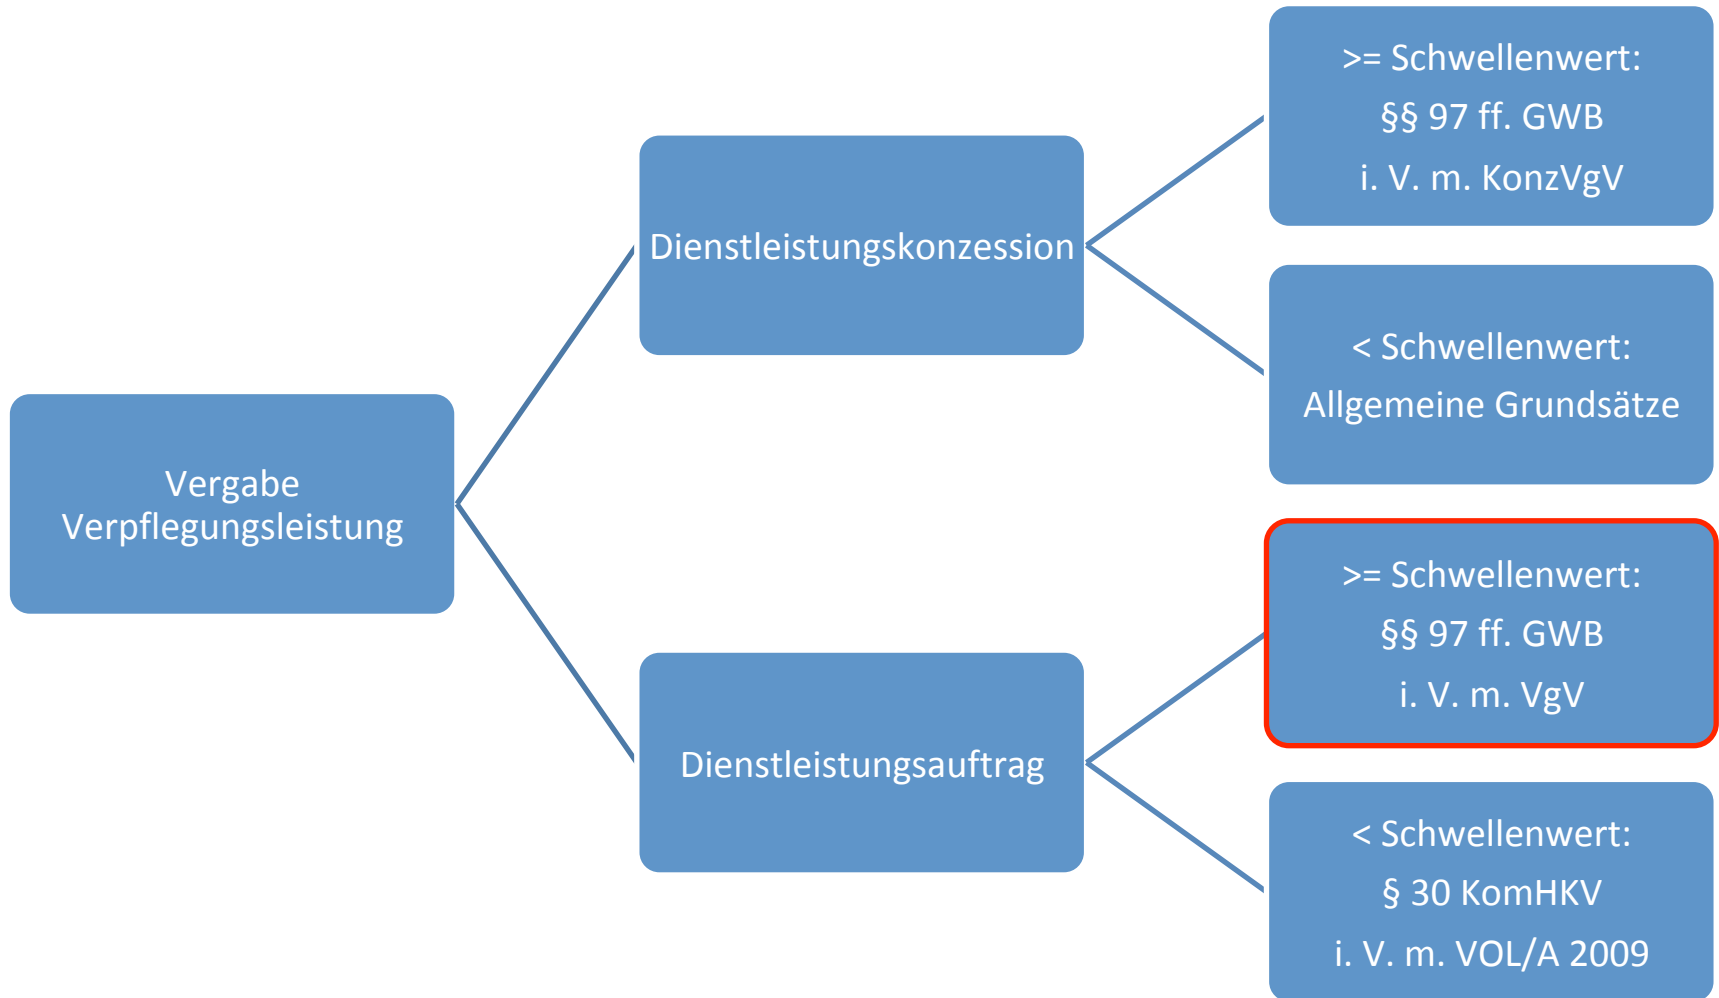 Vergabe
Verpflegungsleistung
Dienstleistungskonzession
>= Schwellenwert:
§§ 97 ff. GWB
i. V. m. KonzVgV
< Schwellenwert:
Allgemeine Grundsätze
Dienstleistungsauftrag
>= Schwellenwert:
§§ 97 ff. GWB
i. V. m. VgV
< Schwellenwert:
§ 30 KomHKV
i. V. m. VOL/A 2009